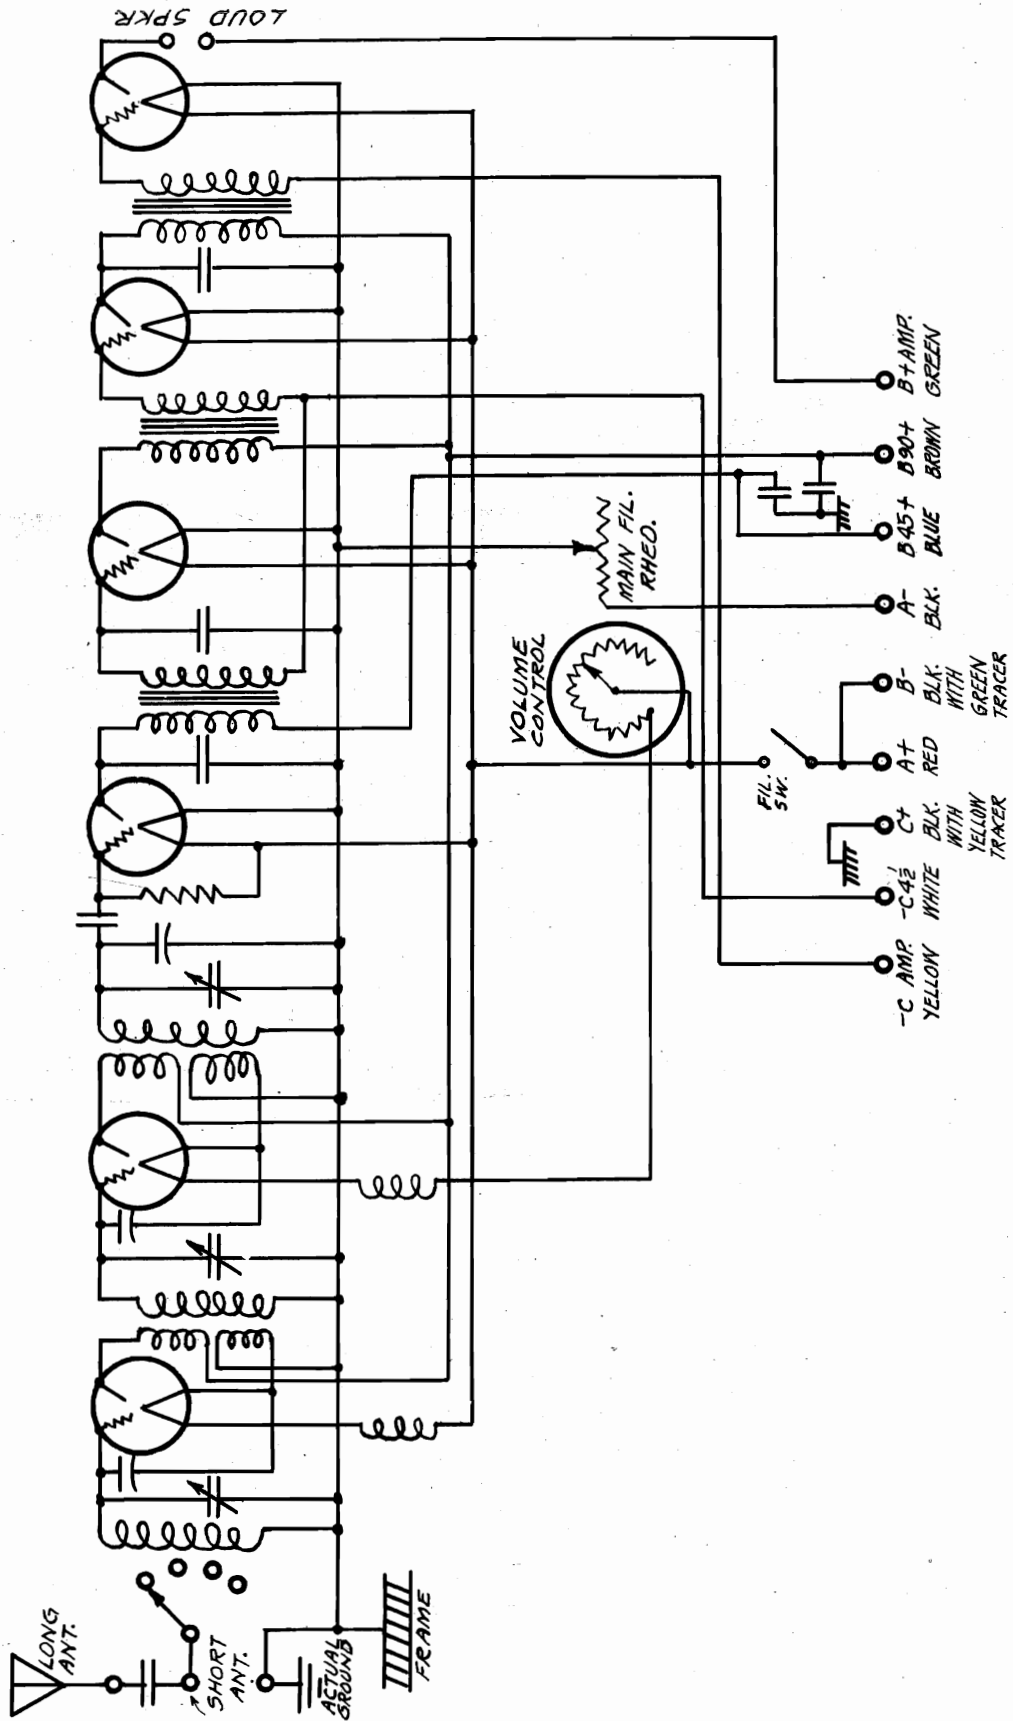 LONG
ANT.
SHORT
ANT.
ACTUAL
GROUND
FRAME
LOUD SPKR
VOLUME
CONTROL
MAIN FIL.
RHEO.
FIL.
SW.
-C AMP.
YELLOW
-C4½
WHITE
C+
BLK.
WITH
YELLOW
TRACER
A+
RED
B-
BLK.
WITH
GREEN
TRACER
A-
BLK.
B45+
BLUE
B90+
BROWN
B+AMP.
GREEN